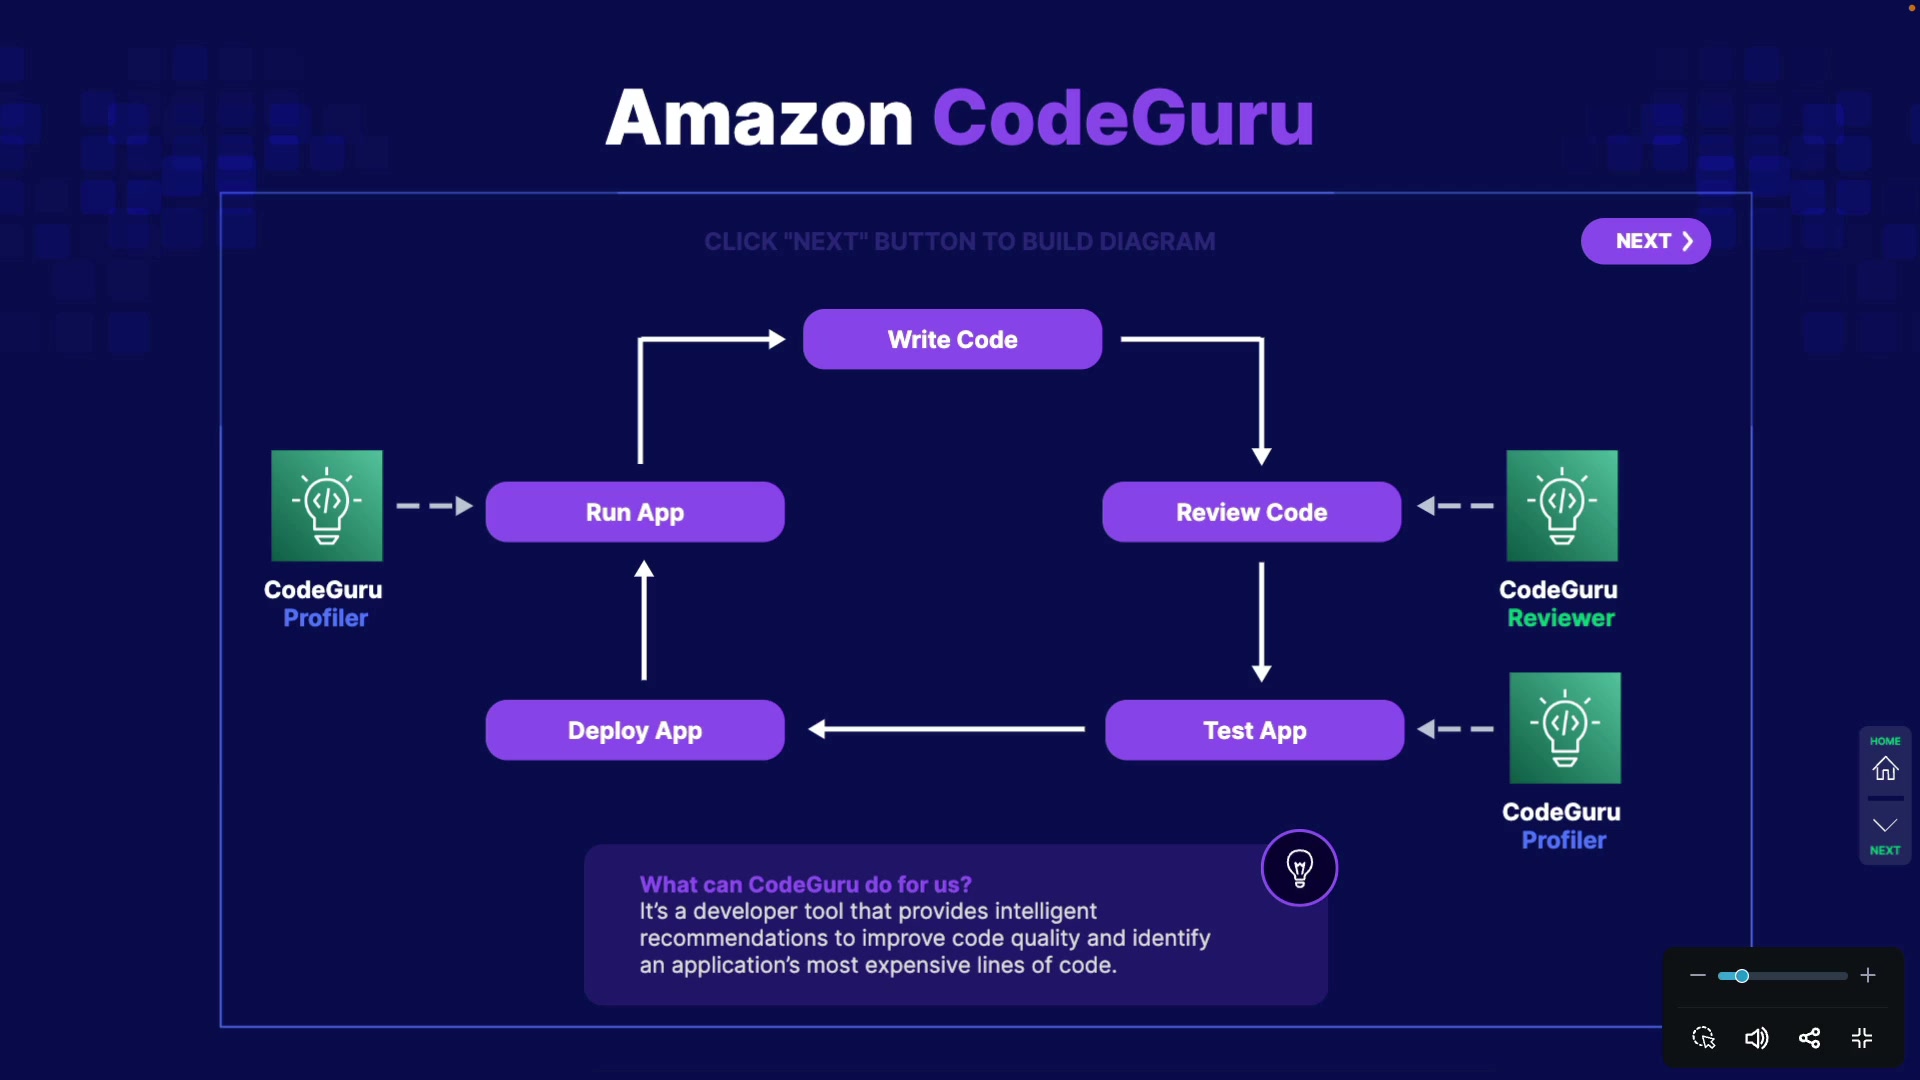 Amazon CodeGuru
CLICK "NEXT" BUTTON TO BUILD DIAGRAM
NEXT
Write Code
Run App
Review Code
CodeGuru
Profiler
CodeGuru
Reviewer
Deploy App
Test App
CodeGuru
Profiler
HOME
NEXT
What can CodeGuru do for us?
It’s a developer tool that provides intelligent
recommendations to improve code quality and identify
an application’s most expensive lines of code.